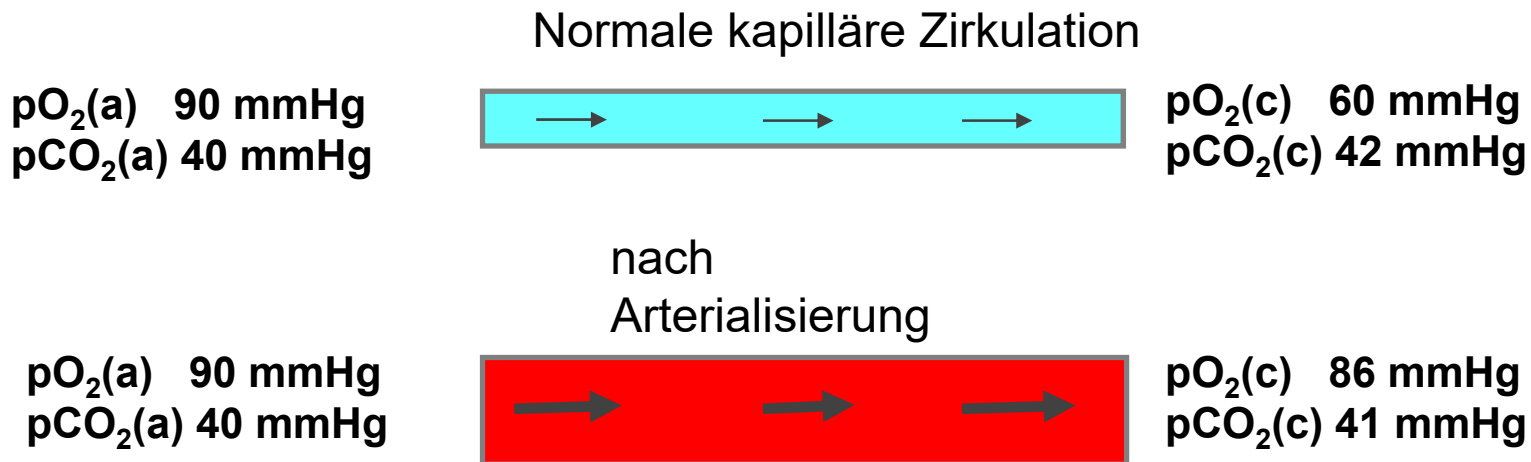 Normale kapilläre Zirkulation
pO₂(a) 90 mmHg
pCO₂(a) 40 mmHg
pO₂(c) 60 mmHg
pCO₂(c) 42 mmHg
nach
Arterialisierung
pO₂(a) 90 mmHg
pCO₂(a) 40 mmHg
pO₂(c) 86 mmHg
pCO₂(c) 41 mmHg